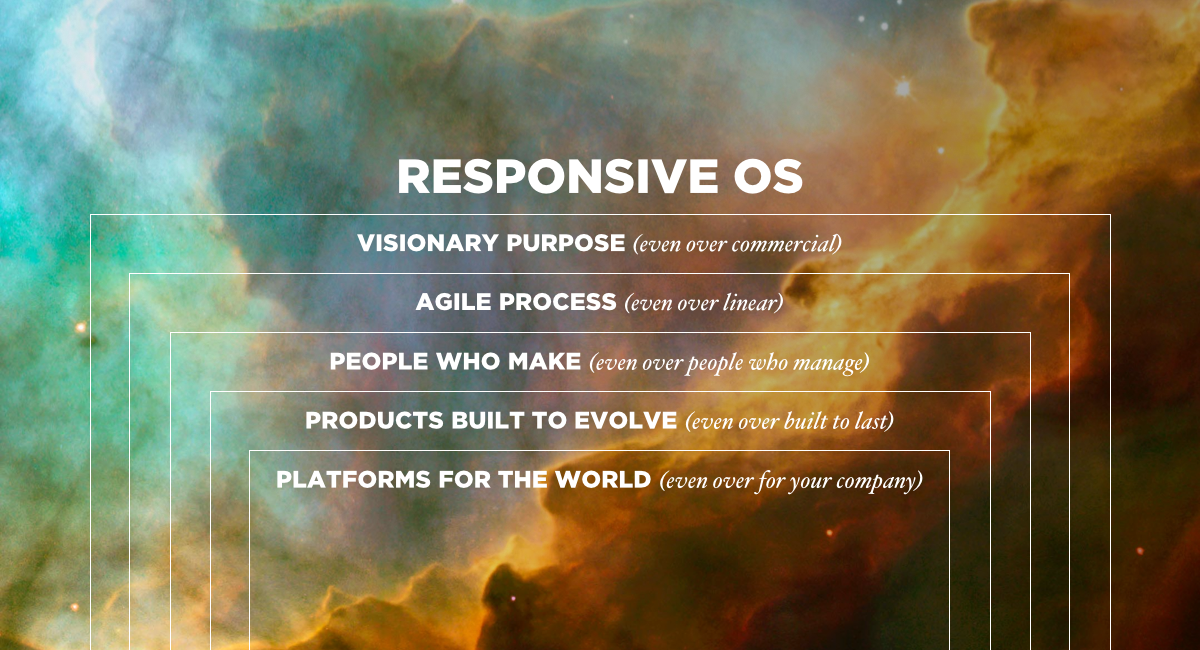 RESPONSIVE OS
VISIONARY PURPOSE (even over commercial)
AGILE PROCESS (even over linear)
PEOPLE WHO MAKE (even over people who manage)
PRODUCTS BUILT TO EVOLVE (even over built to last)
PLATFORMS FOR THE WORLD (even over for your company)